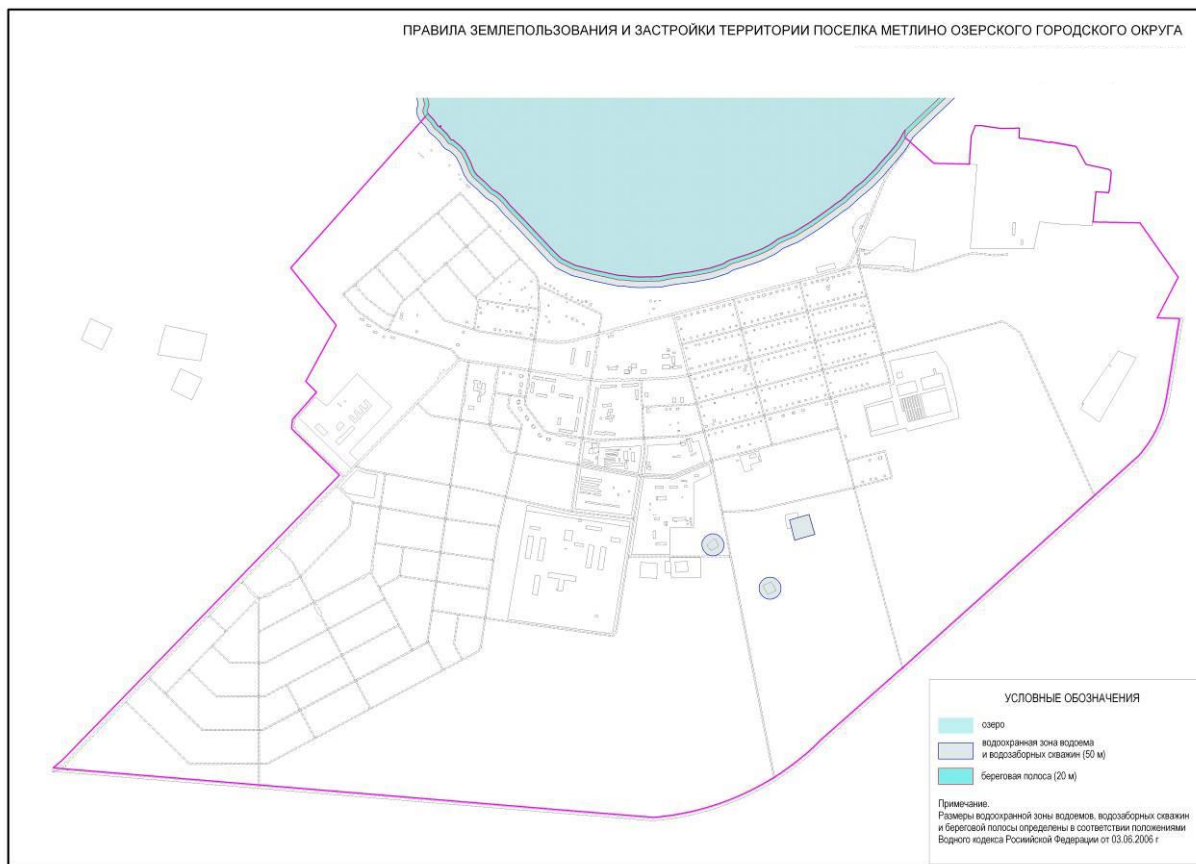 ПРАВИЛА ЗЕМЛЕПОЛЬЗОВАНИЯ И ЗАСТРОЙКИ ТЕРРИТОРИИ ПОСЕЛКА МЕТЛИНО ОЗЕРСКОГО ГОРОДСКОГО ОКРУГА
УСЛОВНЫЕ ОБОЗНАЧЕНИЯ
озеро
водоохранная зона водоема
и водозаборных скважин (50 м)
береговая полоса (20 м)
Примечание.
Размеры водоохранной зоны водоемов, водозаборных скважин
и береговой полосы определены в соответствии положениями
Водного кодекса Росиийской Федерации от 03.06.2006 г